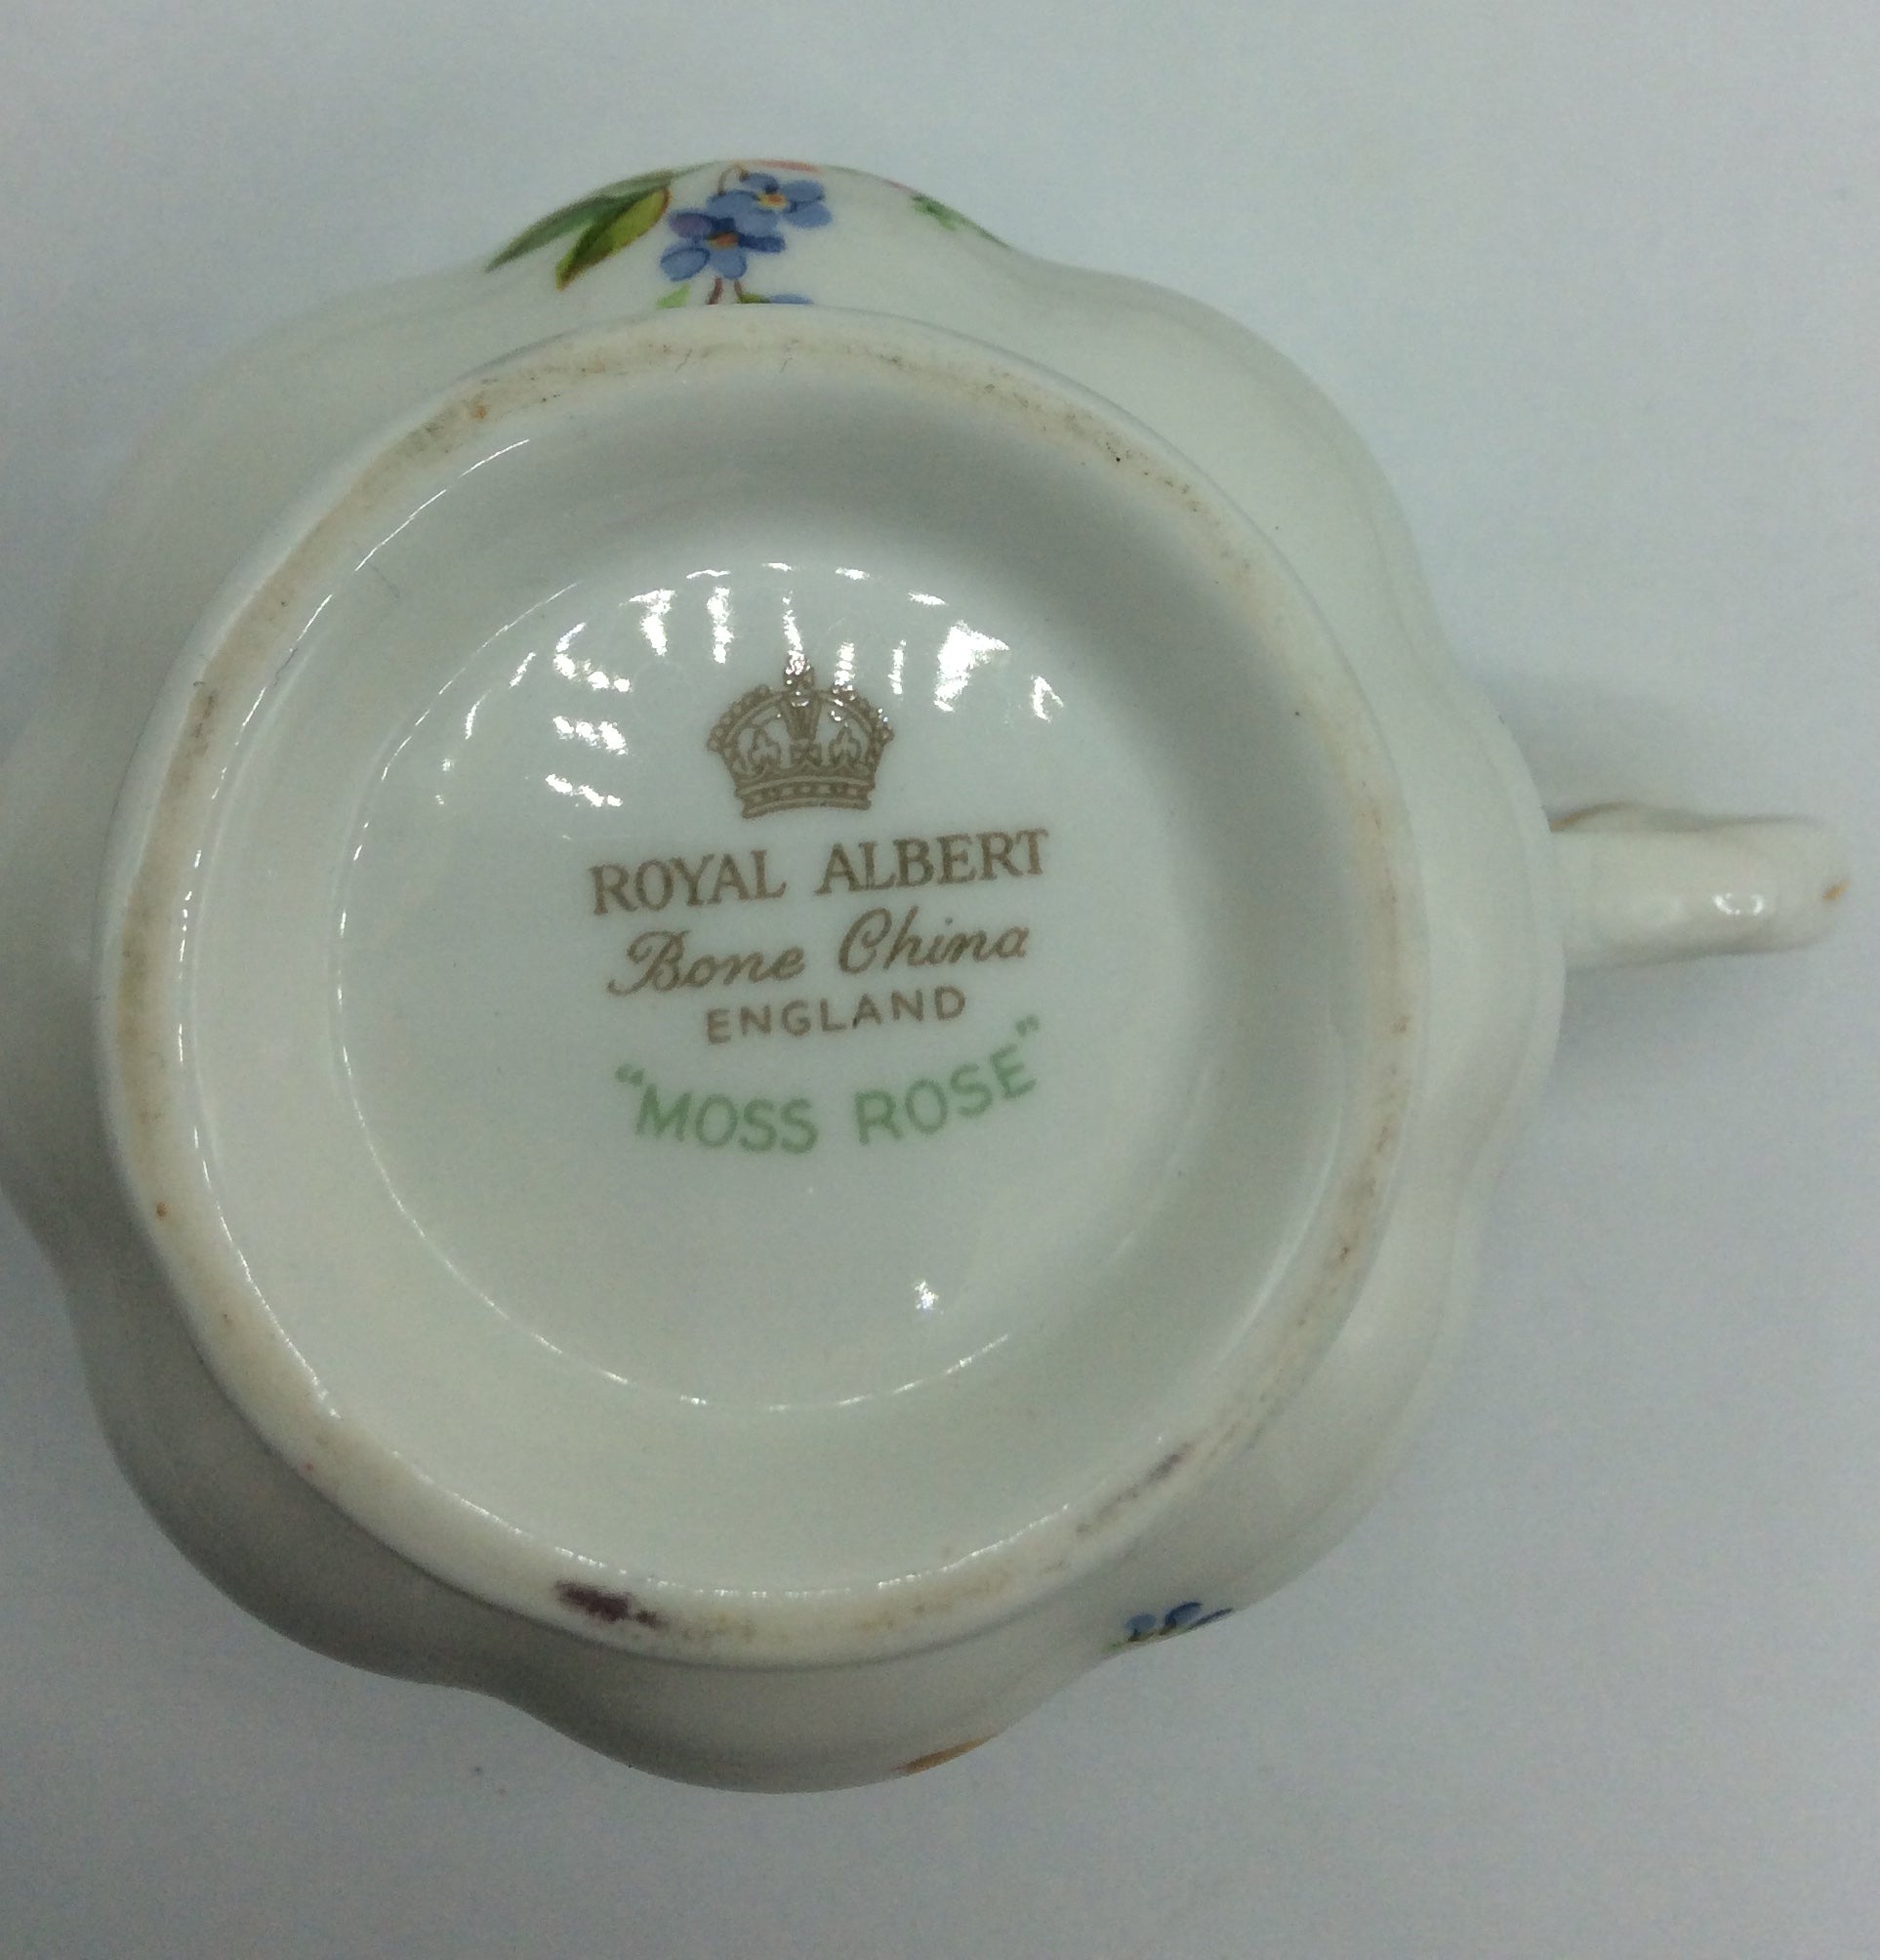 ROYAL ALBERT
Bone China
ENGLAND
"MOSS ROSE"